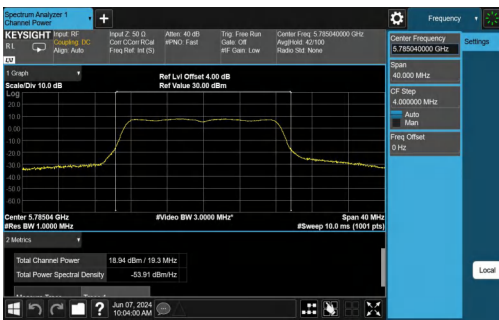 Spectrum Analyzer 1
Channel Power
+
Frequency
KEYSIGHT
Input: RF
Coupling: DC
Align: Auto
Input Z: 50 Ω
Corr CCorr RCal
Freq Ref: Int (S)
Atten: 40 dB
#PNO: Fast
Trig: Free Run
Gate: Off
#IF Gain: Low
Center Freq: 5.785040000 GHz
Avg|Hold: 42/100
Radio Std: None
R L
LV
Center Frequency
5.785040000 GHz
Settings
Span
40.000 MHz
CF Step
4.000000 MHz
Auto
Man
Freq Offset
0 Hz
1 Graph
Scale/Div 10.0 dB
Ref Lvl Offset 4.00 dB
Ref Value 30.00 dBm
Log
20.0
10.0
0.00
-10.0
-20.0
-30.0
-40.0
-50.0
-60.0
Center 5.78504 GHz
#Res BW 1.0000 MHz
#Video BW 3.0000 MHz*
Span 40 MHz
#Sweep 10.0 ms (1001 pts)
2 Metrics
Total Channel Power 18.94 dBm / 19.3 MHz
Total Power Spectral Density -53.91 dBm/Hz
Local
?
Jun 07, 2024
10:04:00 AM